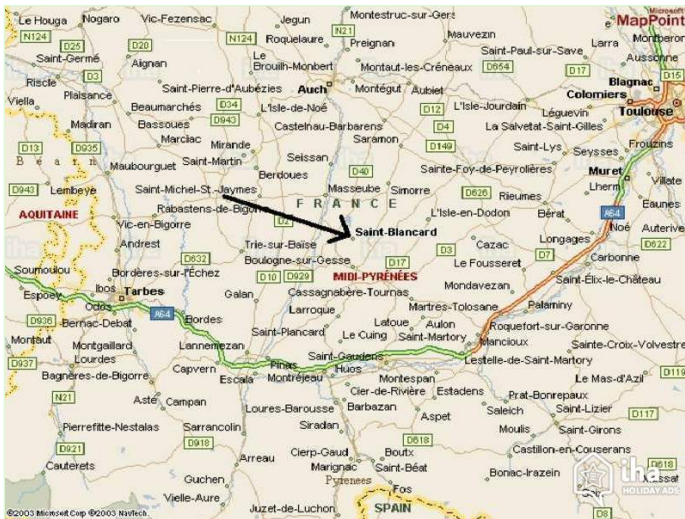 Le Houga Nogaro Vic-Fezensac Jegun Montestruc-sur-Gers Microsoft
MapPoint
N124 Roquelaure N21 Preignan Mauvezin Larra Montberon
D25 D20 N124 Le Saint-Paul-sur-Save Aussonne
Saint-Germé Aignan Brouilh-Monbert Montaut-les-Créneaux D654 D17
Riscle D3 Blagnac D15
Viella Plaisance Saint-Pierre-d'Aubézies Auch Montégut Aubiet Colomiers
Beaumarchés D34 L'Isle-de-Noé D12 L'Isle-Jourdain Léguevin Toulouse
Madiran Bassoues D943 Castelnau-Barbarens D4 La Salvetat-Saint-Gilles
D13 D935 Marciac Mirande Saramon D149 Saint-Lys Seysses Frouzins
Béarn Maubourguet Saint-Martin Seissan
Berdoues D40 Sainte-Foy-de-Peyrolières Muret
D943 Lembeye Saint-Michel-St.Jaymes Masseube Simorre D626 Rieumes Lherm Villate
FRANCE
AQUITAINE Rabastens-de-Bigorre L'Isle-en-Dodon Bérat A64 Eaunes
Vic-en-Bigorre D2 Saint-Blancard Noé Auterive
Andrest Trie-sur-Baïse Cazac Longages D622
D632 Boulogne-sur-Gesse D17 D3 Le Fousseret Carbonne
Soumoulou Bordères-sur-l'Échez D10 D929 MIDI-PYRÉNÉES Mondavezan Saint-Élix-le-Château
Ibos Tarbes Galan Cassagnabère-Tournas
Espoey Odos Larroque Martres-Tolosane Palaminy
D936 A64 Bordes Latoue Aulon Roquefort-sur-Garonne
Bernac-Debat Saint-Plancard Le Cuing Saint-Martory Mancioux
Montaut Montgaillard Lannemezan Saint-Gaudens Sainte-Croix-Volvestre
D937 Lourdes Capvern Pinas Huos Lestelle-de-Saint-Martory D119
Bagnères-de-Bigorre Escala Montréjeau Montespan Le Mas-d'Azil
N21 Asté Campan Loures-Barousse Cier-de-Rivière Estadens Prat-Bonrepaux
Barbazan Aspet Saleich Saint-Lizier D117
Pierrefitte-Nestalas Sarrancolin Siradan Moulis Saint-Girons
D921 D918 D618 Castillon-en-Couserans
Cauterets Arreau Cierp-Gaud Boutx D618
Marignac Saint-Béat Bonac-Irazein Massat
Guchen Pyrenees iha
Vielle-Aure Fos HOLIDAY ADS
Juzet-de-Luchon SPAIN D8
©2003 Microsoft Corp ©2003 NavTech.